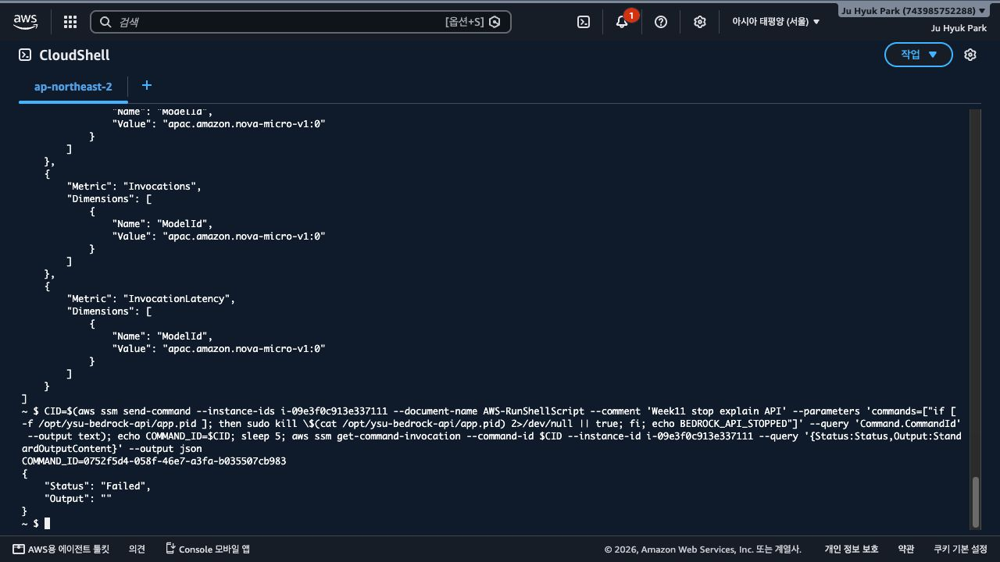 aws
검색
[옵션+S]
1
아시아 태평양 (서울) ▼
Ju Hyuk Park (743985752288) ▼
Ju Hyuk Park
CloudShell
작업 ▼
ap-northeast-2
+
"Name": "ModelId",
"Value": "apac.amazon.nova-micro-v1:0"
}
]
},
{
"Metric": "Invocations",
"Dimensions": [
{
"Name": "ModelId",
"Value": "apac.amazon.nova-micro-v1:0"
}
]
},
{
"Metric": "InvocationLatency",
"Dimensions": [
{
"Name": "ModelId",
"Value": "apac.amazon.nova-micro-v1:0"
}
]
}
]
~ $ CID=$(aws ssm send-command --instance-ids i-09e3f0c913e337111 --document-name AWS-RunShellScript --comment 'Week11 stop explain API' --parameters 'commands=["if [
-f /opt/ysu-bedrock-api/app.pid ]; then sudo kill \$(cat /opt/ysu-bedrock-api/app.pid) 2>/dev/null || true; fi; echo BEDROCK_API_STOPPED"]' --query 'Command.CommandId'
--output text); echo COMMAND_ID=$CID; sleep 5; aws ssm get-command-invocation --command-id $CID --instance-id i-09e3f0c913e337111 --query '{Status:Status,Output:Stand
ardOutputContent}' --output json
COMMAND_ID=0752f5d4-058f-46e7-a3fa-b035507cb983
{
"Status": "Failed",
"Output": ""
}
~ $
AWS용 에이전트 툴킷
의견
Console 모바일 앱
© 2026, Amazon Web Services, Inc. 또는 계열사.
개인 정보 보호
약관
쿠키 기본 설정